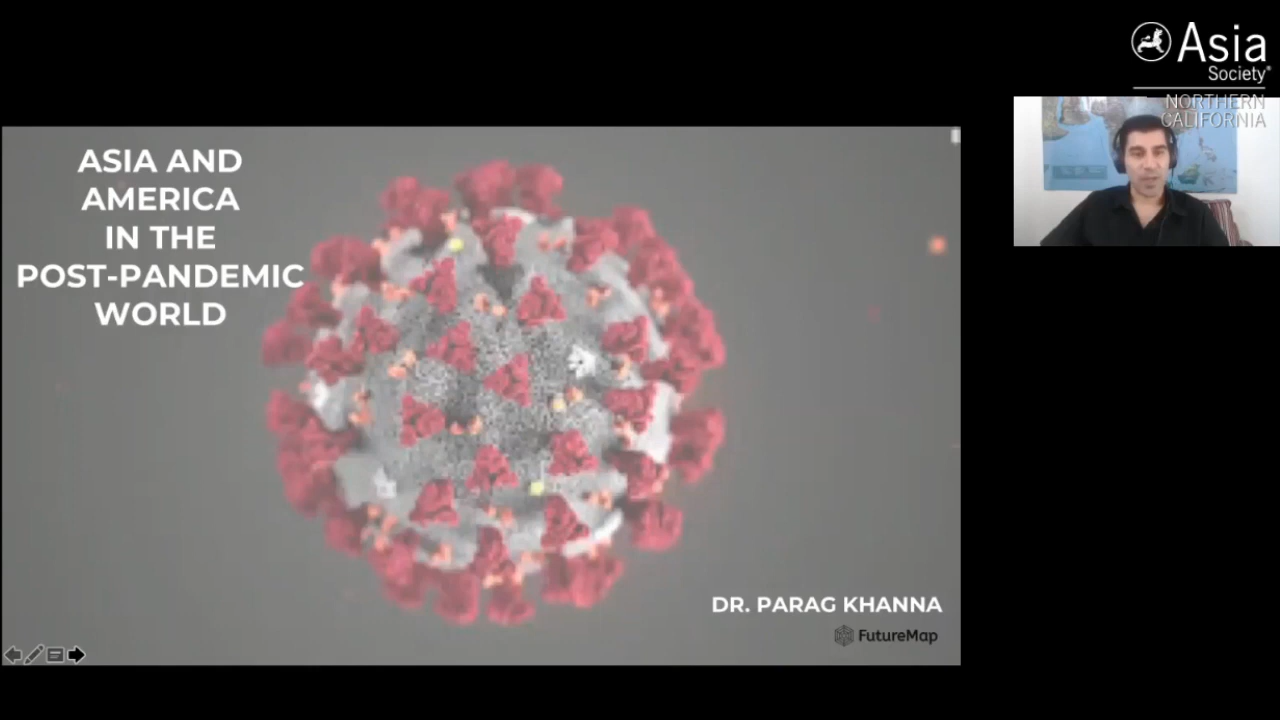 ASIA AND
AMERICA
IN THE
POST-PANDEMIC
WORLD
DR. PARAG KHANNA
FutureMap
Asia
Society
NORTHERN
CALIFORNIA